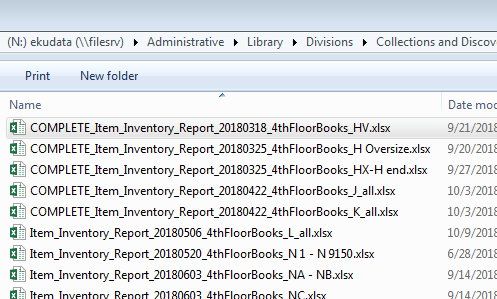 (N:) ekudata (\\filesrv) Administrative Library Divisions Collections and Discov
Print New folder
Name Date mod
COMPLETE_Item_Inventory_Report_20180318_4thFloorBooks_HV.xlsx 9/21/2018
COMPLETE_Item_Inventory_Report_20180325_4thFloorBooks_H Oversize.xlsx 9/20/2018
COMPLETE_Item_Inventory_Report_20180325_4thFloorBooks_HX-H end.xlsx 9/27/2018
COMPLETE_Item_Inventory_Report_20180422_4thFloorBooks_J_all.xlsx 10/3/2018
COMPLETE_Item_Inventory_Report_20180422_4thFloorBooks_K_all.xlsx 10/3/2018
Item_Inventory_Report_20180506_4thFloorBooks_L_all.xlsx 10/9/2018
Item_Inventory_Report_20180520_4thFloorBooks_N 1 - N 9150.xlsx 6/28/2018
Item_Inventory_Report_20180603_4thFloorBooks_NA - NB.xlsx 9/14/2018
Item_Inventory_Report_20180603_4thFloorBooks_NC.xlsx 9/14/2018